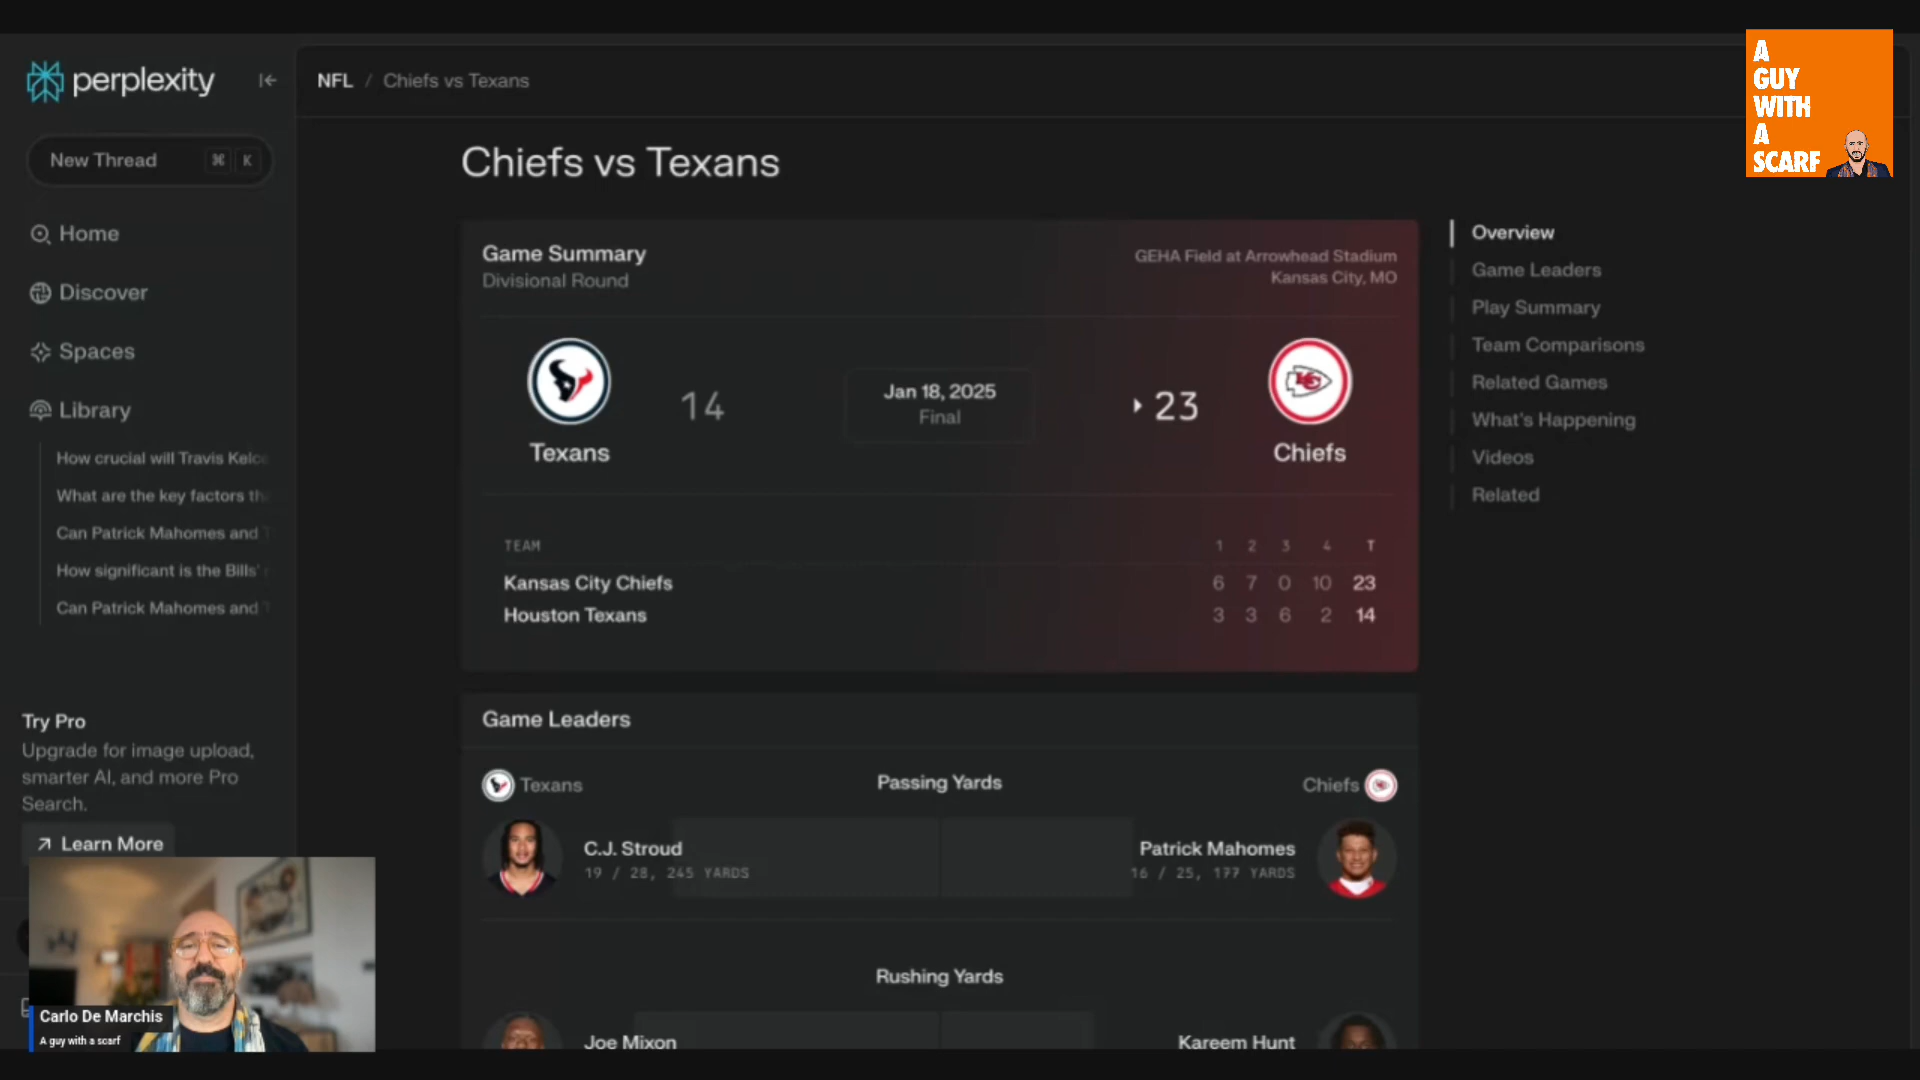 perplexity
New Thread ⌘ K
Home
Discover
Spaces
Library
How crucial will Travis Kelce
What are the key factors th
Can Patrick Mahomes and
How significant is the Bills'
Can Patrick Mahomes and
Try Pro
Upgrade for image upload,
smarter AI, and more Pro
Search.
Learn More
Carlo De Marchis
A guy with a scarf
NFL / Chiefs vs Texans
Chiefs vs Texans
Game Summary
Divisional Round
GEHA Field at Arrowhead Stadium
Kansas City, MO
Texans
14
Jan 18, 2025
Final
23
Chiefs
TEAM 1 2 3 4 T
Kansas City Chiefs 6 7 0 10 23
Houston Texans 3 3 6 2 14
Game Leaders
Texans
Passing Yards
Chiefs
C.J. Stroud
19 / 28, 245 YARDS
Patrick Mahomes
16 / 25, 177 YARDS
Rushing Yards
Joe Mixon
Kareem Hunt
Overview
Game Leaders
Play Summary
Team Comparisons
Related Games
What's Happening
Videos
Related
A
GUY
WITH
A
SCARF